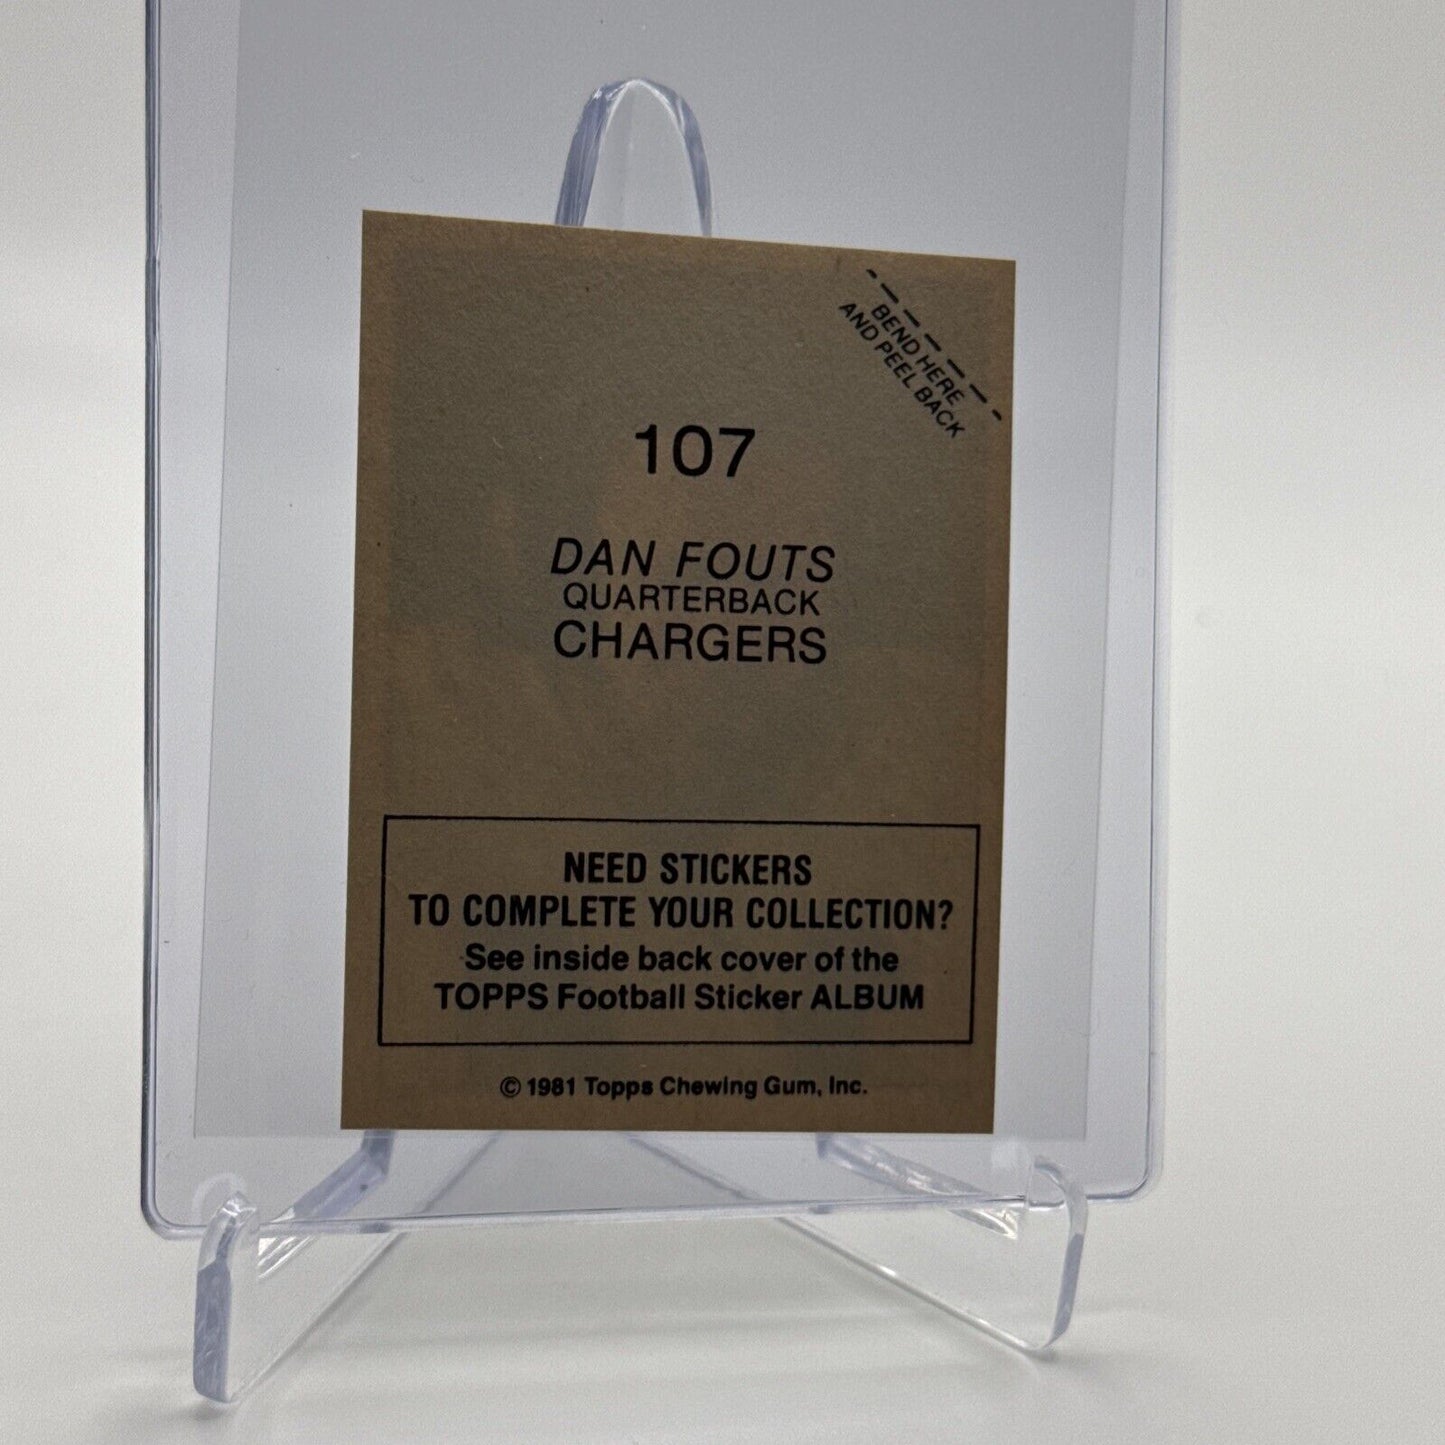 BEND HERE
AND PEEL BACK
107
DAN FOUTS
QUARTERBACK
CHARGERS
NEED STICKERS
TO COMPLETE YOUR COLLECTION?
See inside back cover of the
TOPPS Football Sticker ALBUM
© 1981 Topps Chewing Gum, Inc.